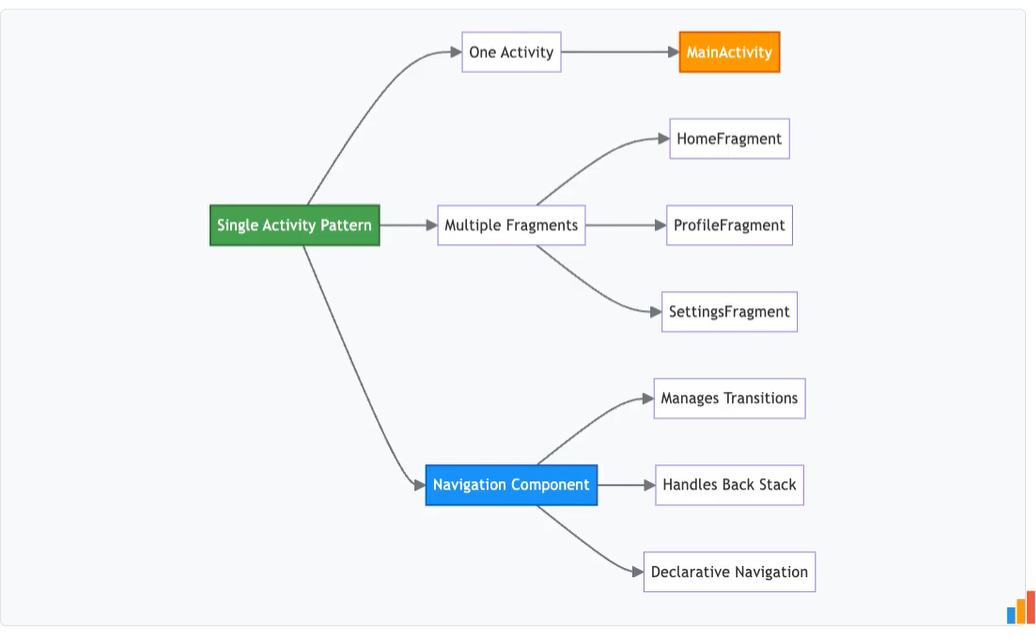 One Activity
MainActivity
HomeFragment
Single Activity Pattern
Multiple Fragments
ProfileFragment
SettingsFragment
Manages Transitions
Navigation Component
Handles Back Stack
Declarative Navigation